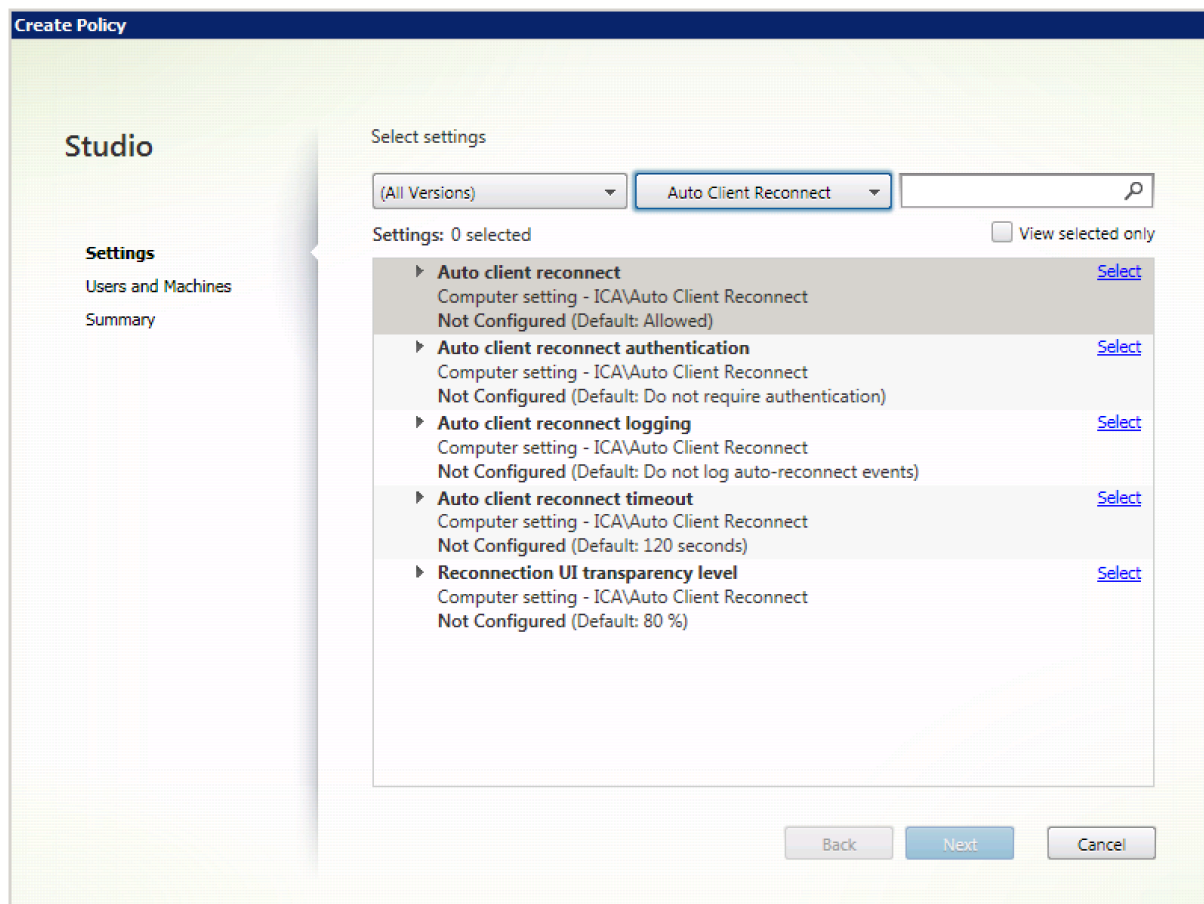 Create Policy
Studio
Settings
Users and Machines
Summary
Select settings
(All Versions)
Auto Client Reconnect
Settings: 0 selected
View selected only
Auto client reconnect
Select
Computer setting - ICA\Auto Client Reconnect
Not Configured (Default: Allowed)
Auto client reconnect authentication
Select
Computer setting - ICA\Auto Client Reconnect
Not Configured (Default: Do not require authentication)
Auto client reconnect logging
Select
Computer setting - ICA\Auto Client Reconnect
Not Configured (Default: Do not log auto-reconnect events)
Auto client reconnect timeout
Select
Computer setting - ICA\Auto Client Reconnect
Not Configured (Default: 120 seconds)
Reconnection UI transparency level
Select
Computer setting - ICA\Auto Client Reconnect
Not Configured (Default: 80 %)
Back
Next
Cancel